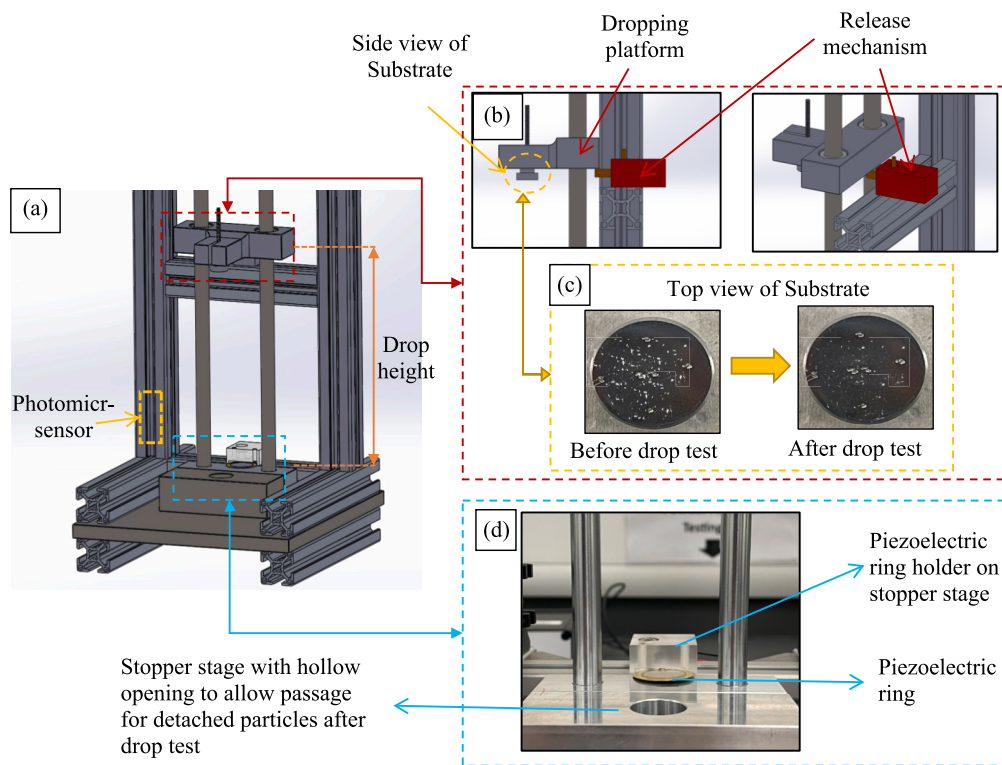 Side view of
Substrate
Dropping
platform
Release
mechanism
(a)
(b)
(c)
Top view of Substrate
Before drop test
After drop test
Drop
height
Photomicr-
sensor
(d)
Testing
Piezoelectric
ring holder on
stopper stage
Piezoelectric
ring
Stopper stage with hollow
opening to allow passage
for detached particles after
drop test